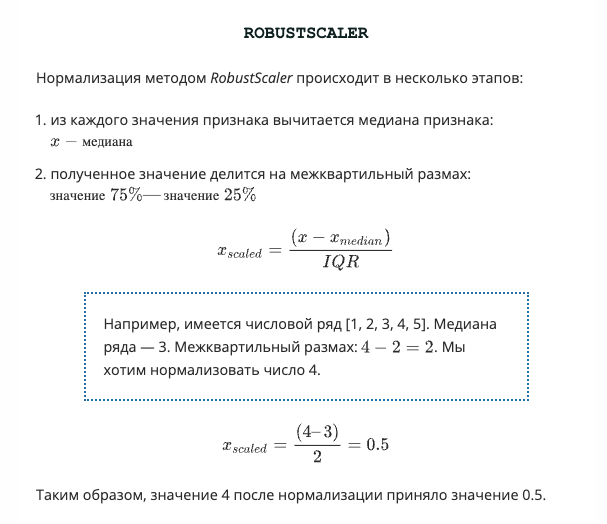 ROBUSTSCALER
Нормализация методом RobustScaler происходит в несколько этапов:
1. из каждого значения признака вычитается медиана признака:
x − медиана
2. полученное значение делится на межквартильный размах:
значение 75%—значение 25%
x_{scaled} = \frac{(x − x_{median})}{IQR}
Например, имеется числовой ряд [1, 2, 3, 4, 5]. Медиана
ряда — 3. Межквартильный размах: 4 − 2 = 2. Мы
хотим нормализовать число 4.
x_{scaled} = \frac{(4–3)}{2} = 0.5
Таким образом, значение 4 после нормализации приняло значение 0.5.